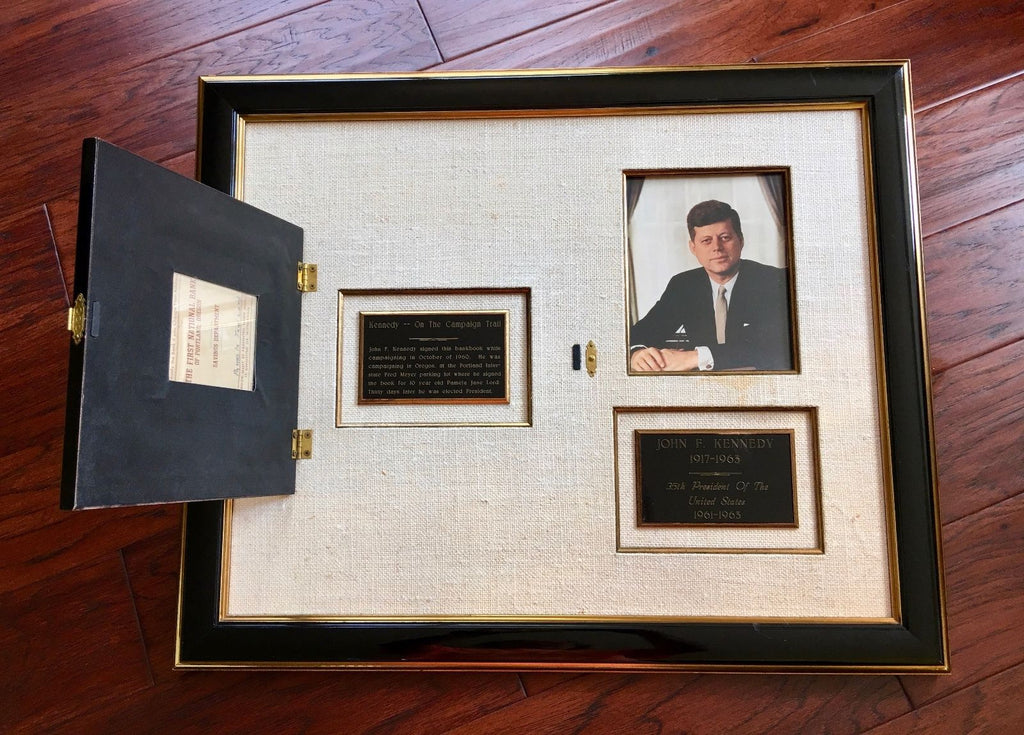 THE FIRST NATIONAL BANK
OF PORTLAND, OREGON
SAVINGS DEPARTMENT
Kennedy -- On The Campaign Trail
John F. Kennedy signed this bankbook while
campaigning in October of 1960. He was
campaigning in Oregon, at the Portland Inter-
state Fred Meyer parking lot where he signed
the book for 10 year old Pamela Jane Lord.
Thirty days later he was elected President.
JOHN F. KENNEDY
1917-1963
35th President Of The
United States
1961-1963